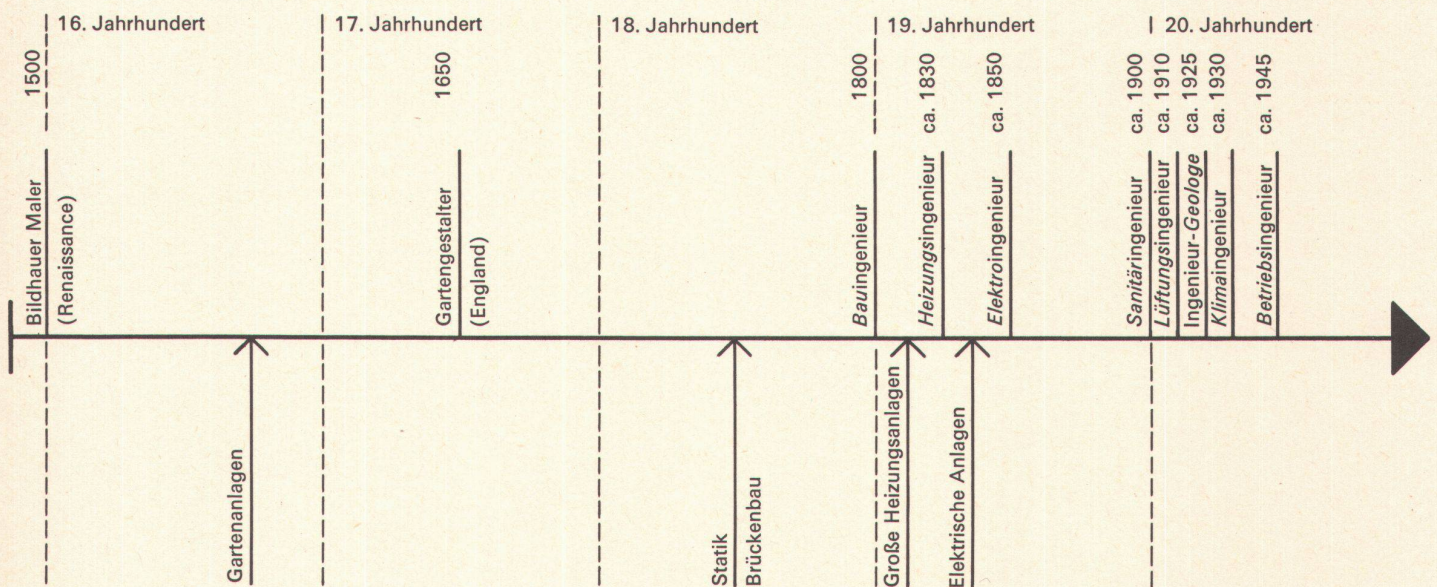 16. Jahrhundert
17. Jahrhundert
18. Jahrhundert
19. Jahrhundert
20. Jahrhundert
1500
1650
1800
ca. 1830
ca. 1850
ca. 1900
ca. 1910
ca. 1925
ca. 1930
ca. 1945
Bildhauer Maler
(Renaissance)
Gartengestalter
(England)
Bauingenieur
Heizungsingenieur
Elektroingenieur
Sanitäringenieur
Lüftungsingenieur
Ingenieur-Geologe
Klimaingenieur
Betriebsingenieur
Gartenanlagen
Statik
Brückenbau
Große Heizungsanlagen
Elektrische Anlagen